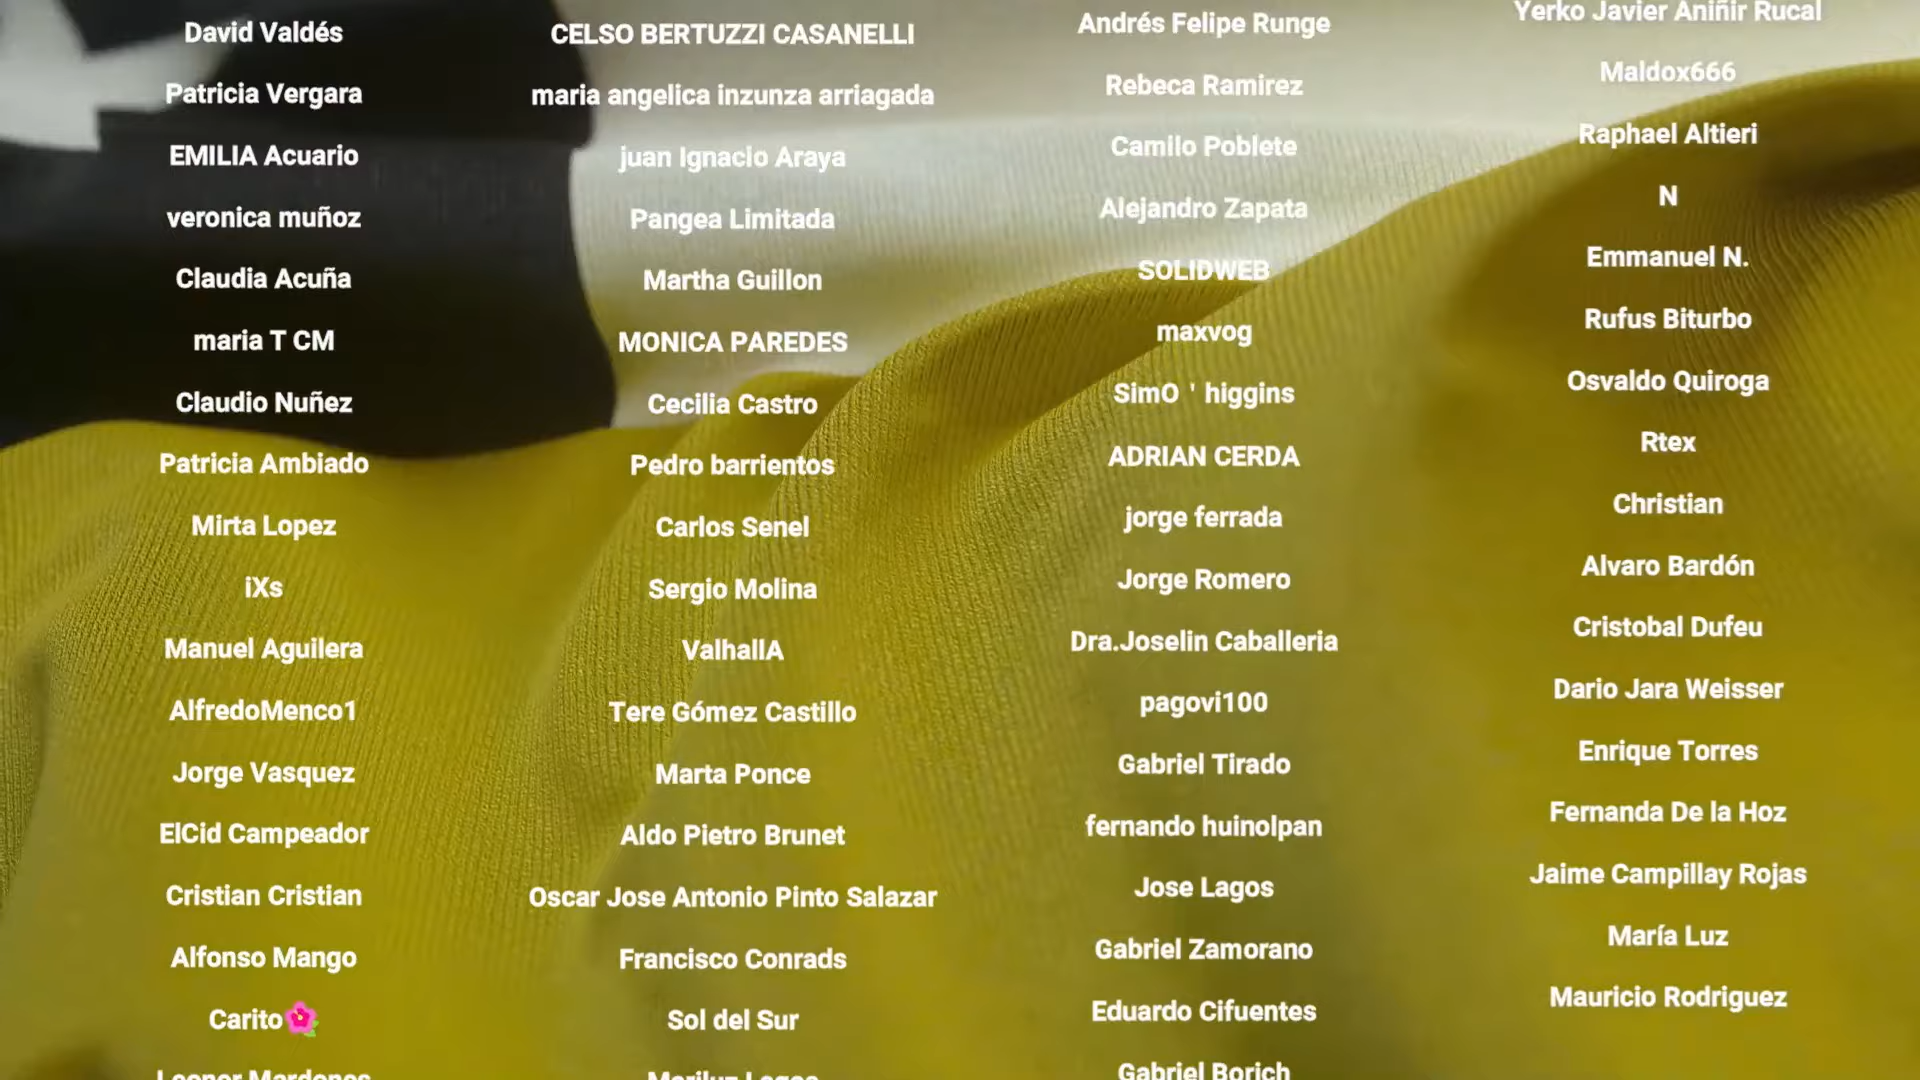 David Valdés
Patricia Vergara
EMILIA Acuario
veronica muñoz
Claudia Acuña
maria T CM
Claudio Nuñez
Patricia Ambiado
Mirta Lopez
iXs
Manuel Aguilera
AlfredoMenco1
Jorge Vasquez
ElCid Campeador
Cristian Cristian
Alfonso Mango
Carito🌺
Leonor Mardones
CELSO BERTUZZI CASANELLI
maria angelica inzunza arriagada
juan Ignacio Araya
Pangea Limitada
Martha Guillon
MONICA PAREDES
Cecilia Castro
Pedro barrientos
Carlos Senel
Sergio Molina
ValhallA
Tere Gómez Castillo
Marta Ponce
Aldo Pietro Brunet
Oscar Jose Antonio Pinto Salazar
Francisco Conrads
Sol del Sur
Mariluz Lagos
Andrés Felipe Runge
Rebeca Ramirez
Camilo Poblete
Alejandro Zapata
SOLIDWEB
maxvog
SimO ' higgins
ADRIAN CERDA
jorge ferrada
Jorge Romero
Dra.Joselin Caballeria
pagovi100
Gabriel Tirado
fernando huinolpan
Jose Lagos
Gabriel Zamorano
Eduardo Cifuentes
Gabriel Borich
Yerko Javier Aniñir Rucal
Maldox666
Raphael Altieri
N
Emmanuel N.
Rufus Biturbo
Osvaldo Quiroga
Rtex
Christian
Alvaro Bardón
Cristobal Dufeu
Dario Jara Weisser
Enrique Torres
Fernanda De la Hoz
Jaime Campillay Rojas
María Luz
Mauricio Rodriguez